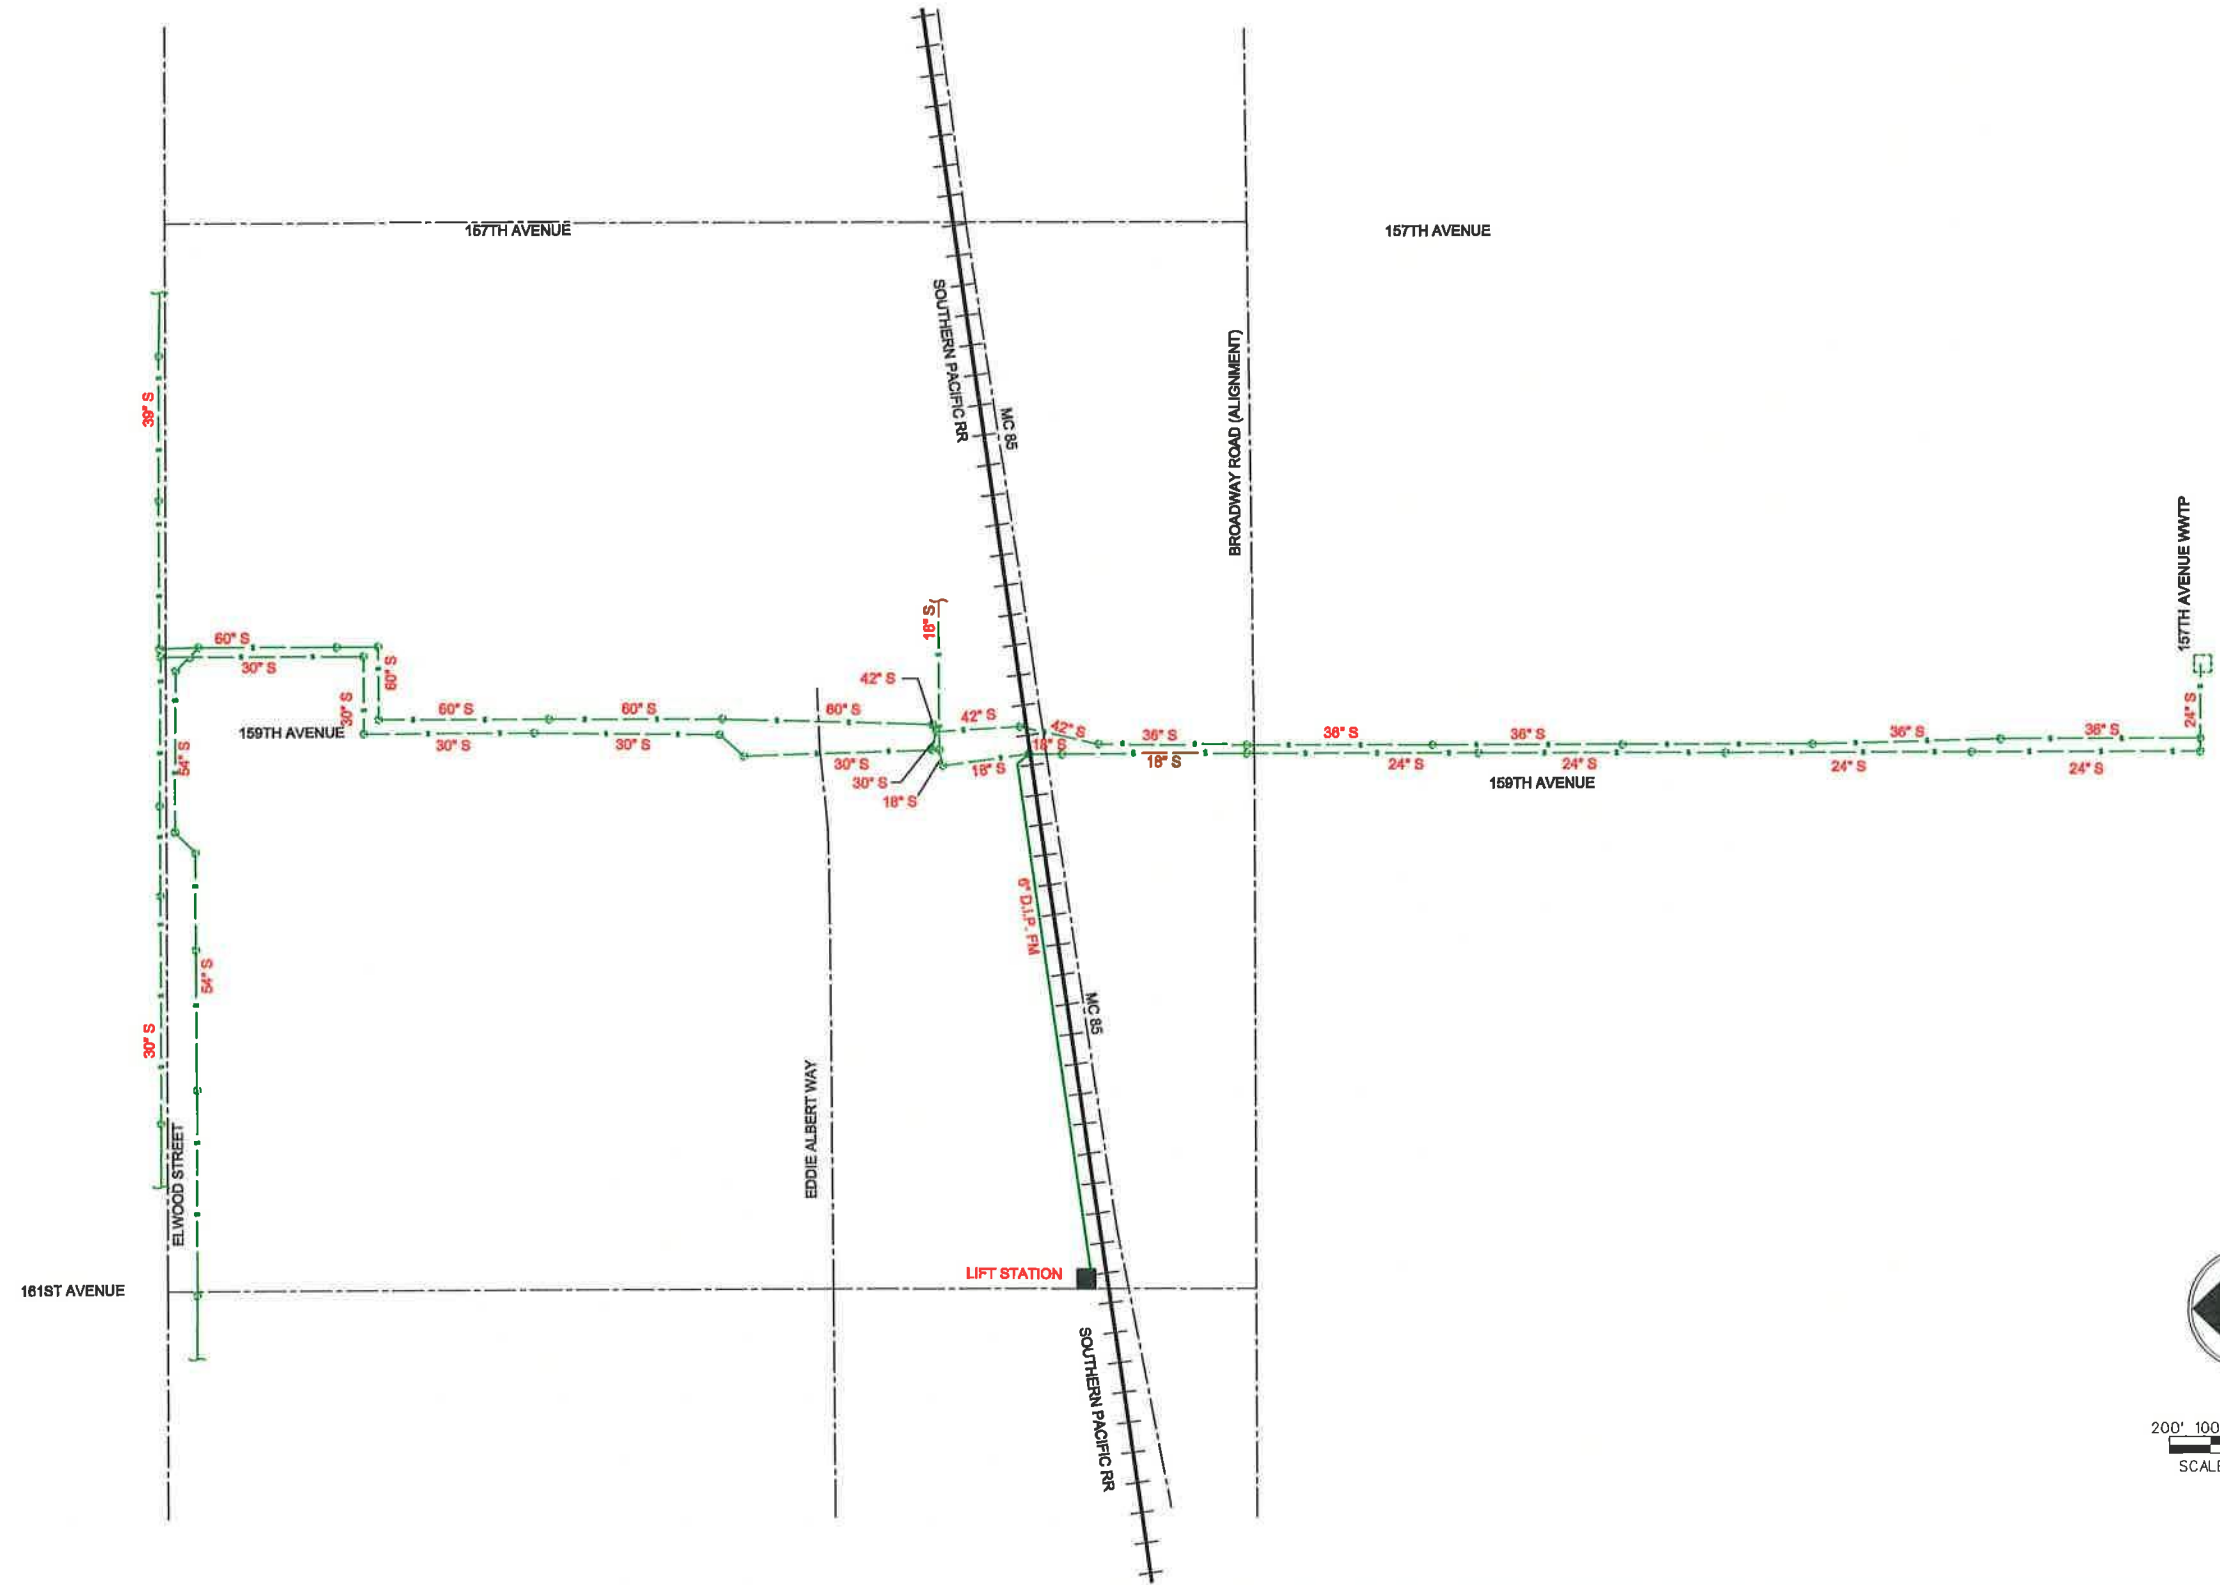 157TH AVENUE
157TH AVENUE
SOUTHERN PACIFIC RR
MC 85
BROADWAY ROAD (ALIGNMENT)
39" S
157TH AVENUE WWTP
18" S
60" S
30" S
60" S
30" S
42" S
24" S
60" S
60" S
60" S
42" S
42" S
159TH AVENUE
30" S
30" S
36" S
36" S
36" S
36" S
36" S
18" S
18" S
54" S
30" S
18" S
30" S
18" S
24" S
24" S
24" S
24" S
159TH AVENUE
6" D.I.P. FM
54" S
30" S
MC 85
EDDIE ALBERT WAY
ELWOOD STREET
LIFT STATION
161ST AVENUE
SOUTHERN PACIFIC RR
200' 100
SCALE